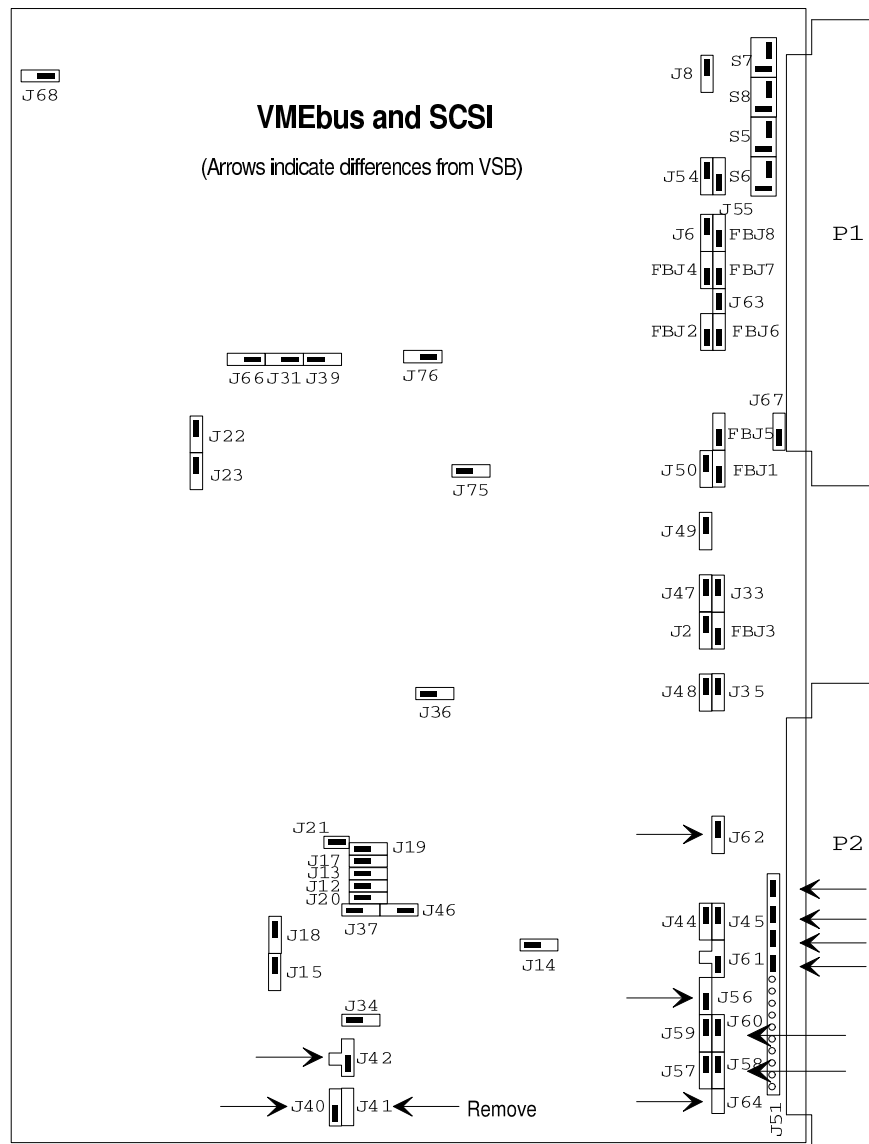 J68
VMEbus and SCSI
(Arrows indicate differences from VSB)
J8
S7
S8
S5
J54
S6
J55
J6
FBJ8
P1
FBJ4
FBJ7
J63
FBJ2
FBJ6
J66
J31
J39
J76
J67
J22
FBJ5
J23
J75
J50
FBJ1
J49
J47
J33
J2
FBJ3
J48
J35
J36
J21
J19
J62
P2
J17
J13
J12
J20
J37
J46
J44
J45
J18
J14
J61
J15
J56
J34
J59
J60
J42
J57
J58
J40
J41
Remove
J64
J51